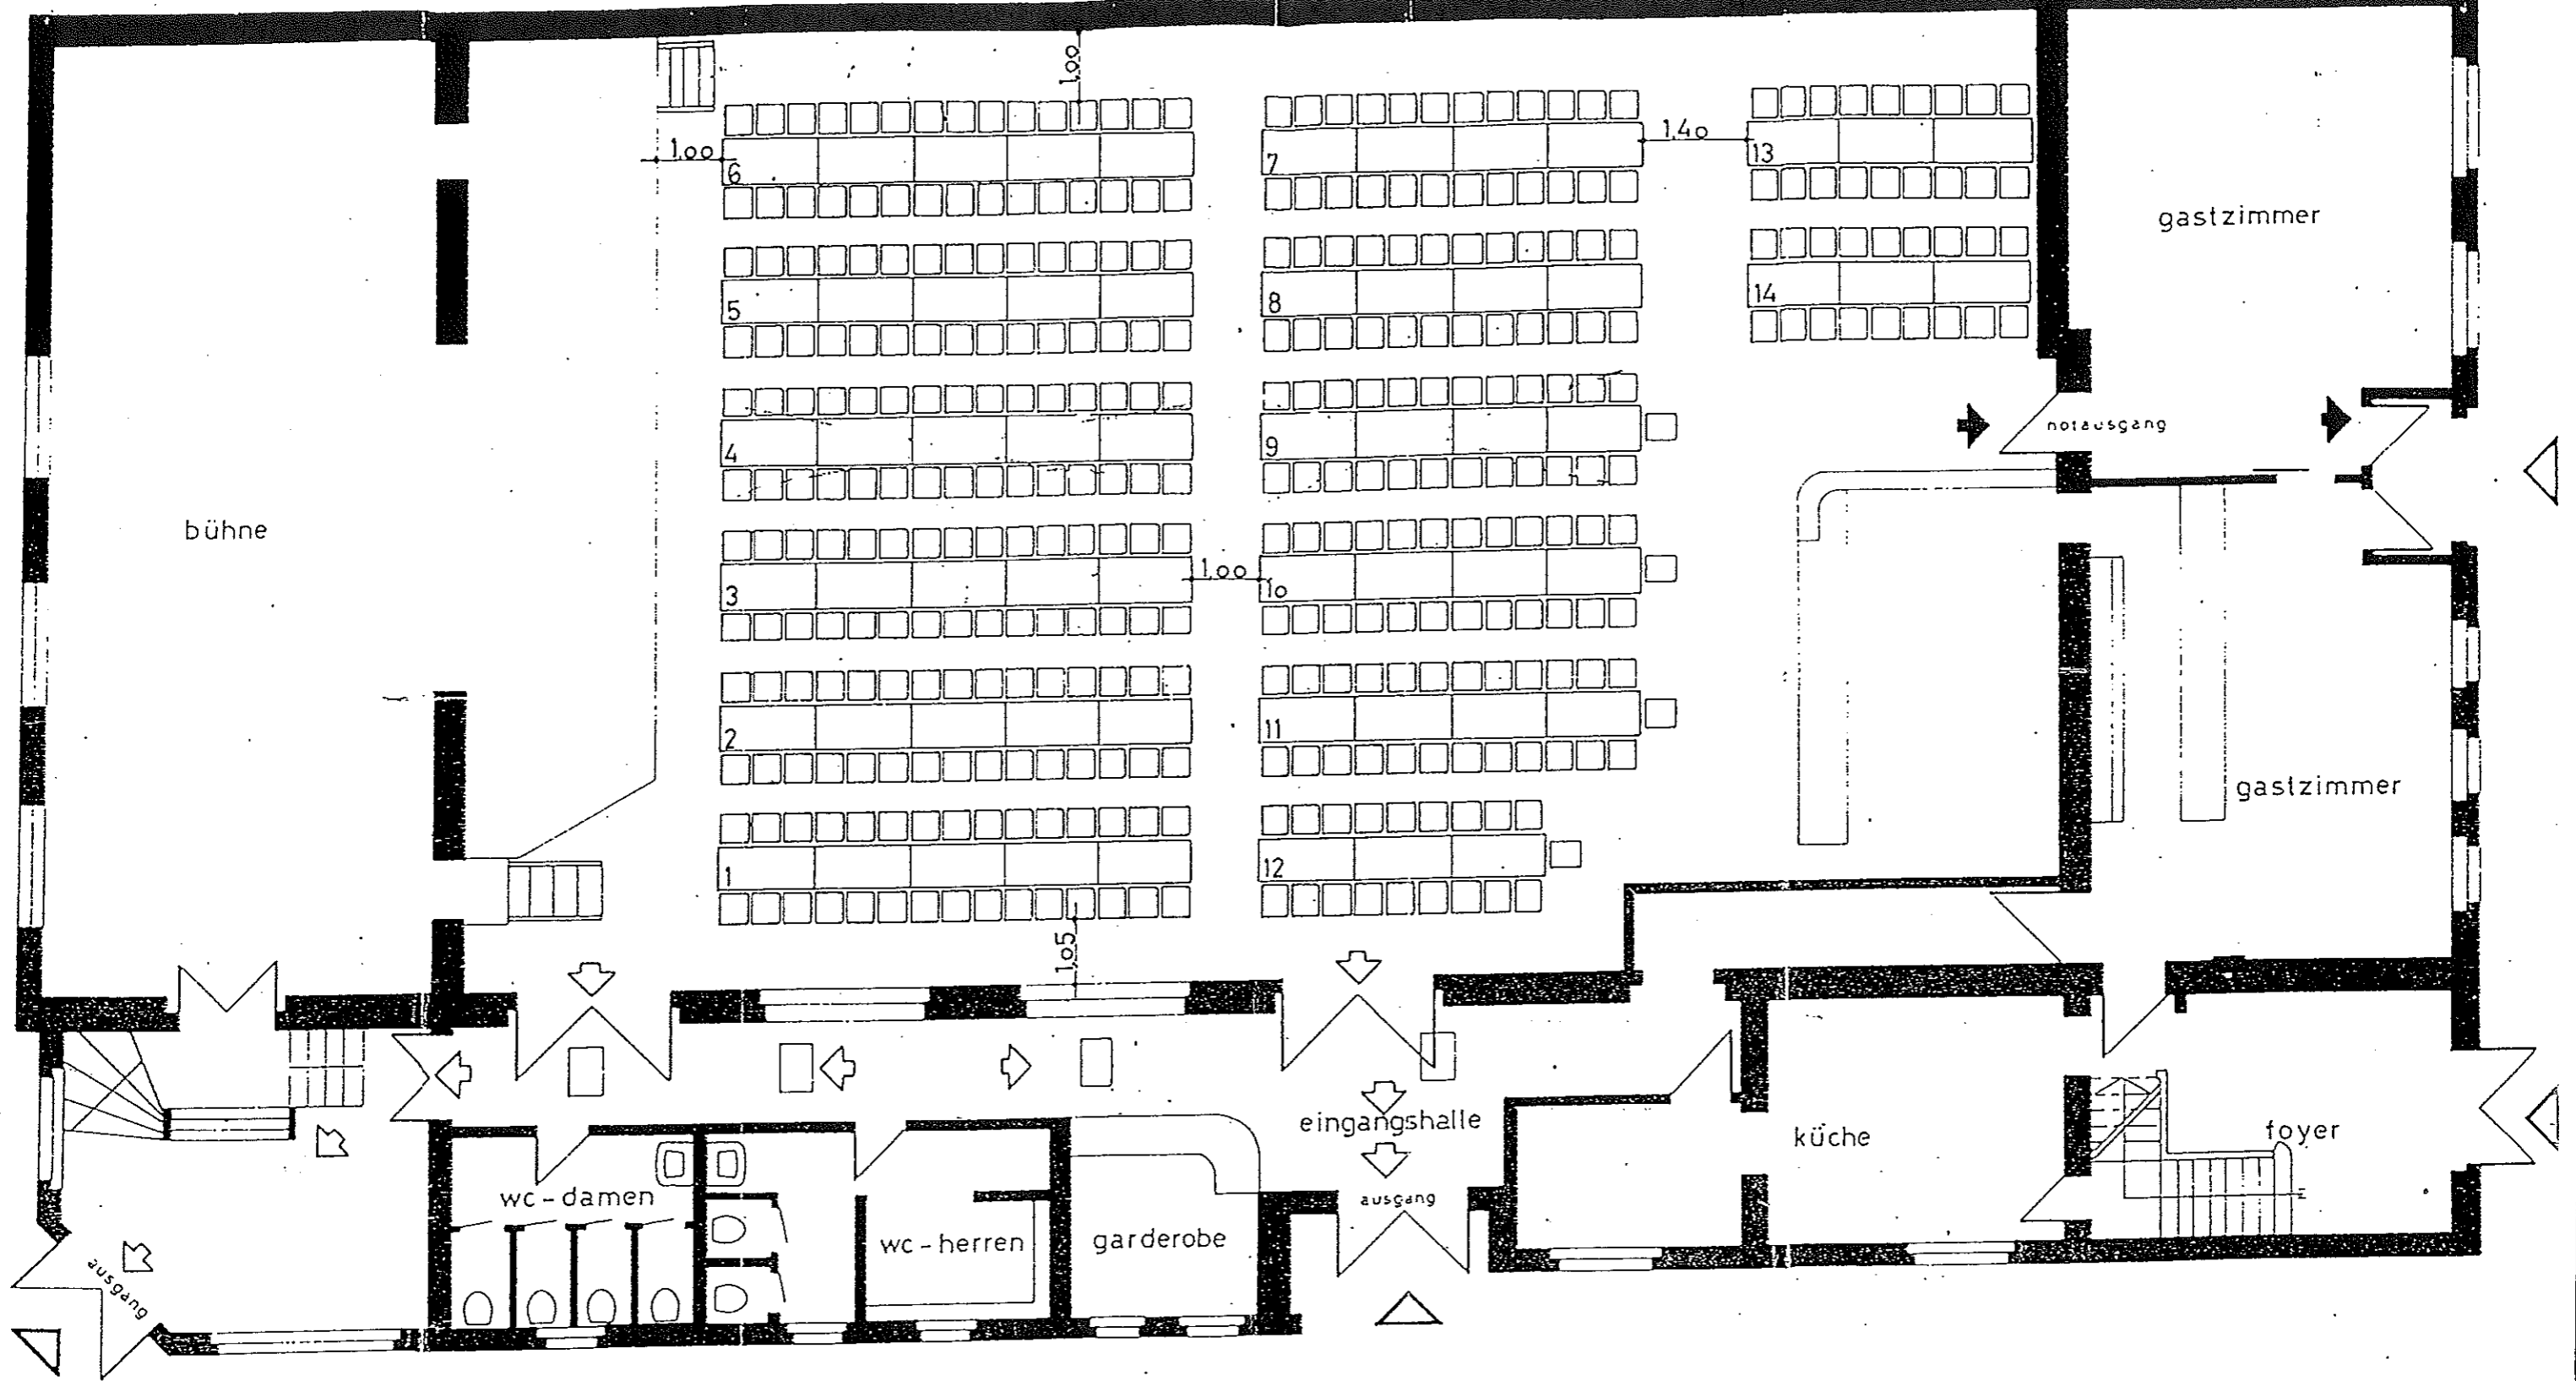 1.00
1.00
6
7
1.40
13
gastzimmer
5
8
14
4
9
notausgang
bühne
3
1.00
1o
2
11
gastzimmer
1
12
1.05
eingangshalle
küche
foyer
wc-damen
ausgang
wc-herren
garderobe
ausgang